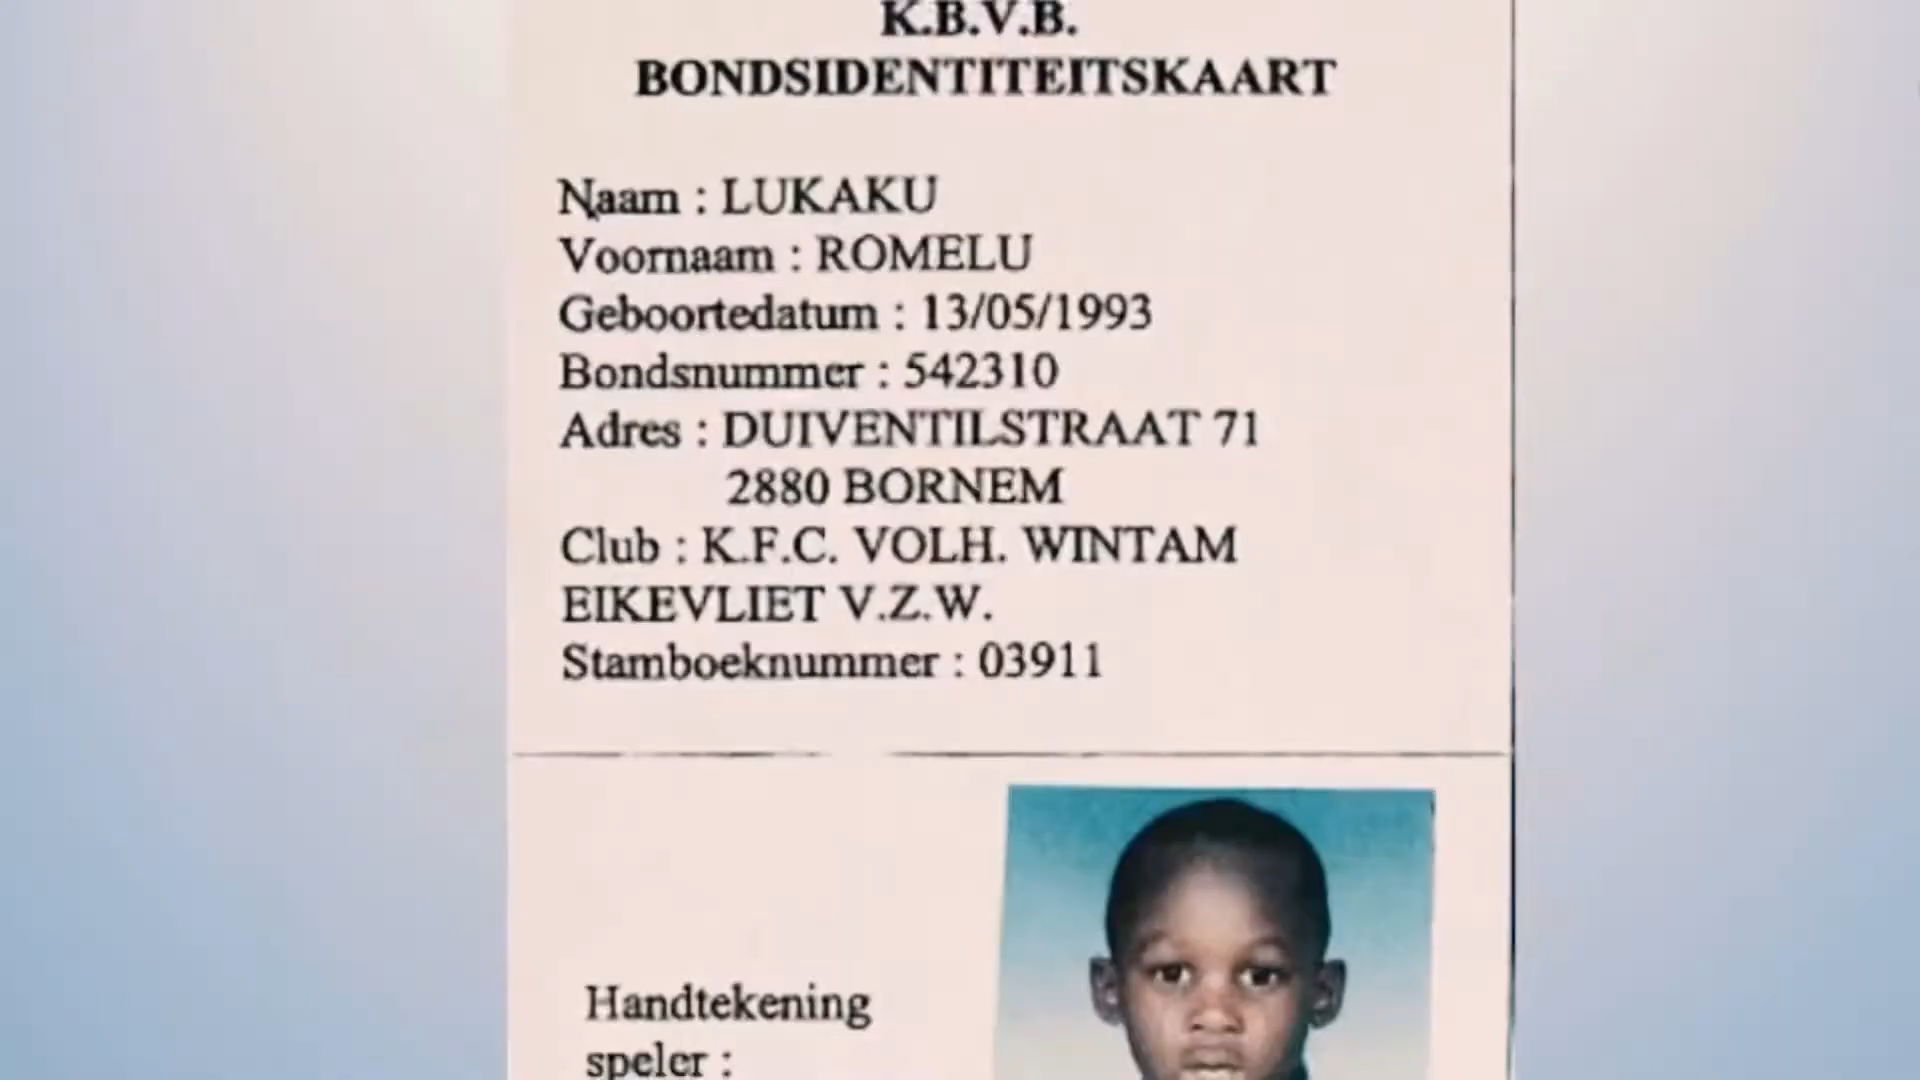 K.B.V.B.
BONDSIDENTITEITSKAART
Naam : LUKAKU
Voornaam : ROMELU
Geboortedatum : 13/05/1993
Bondsnummer : 542310
Adres : DUIVENTILSTRAAT 71
2880 BORNEM
Club : K.F.C. VOLH. WINTAM
EIKEVLIET V.Z.W.
Stamboeknummer : 03911
Handtekening
speler :